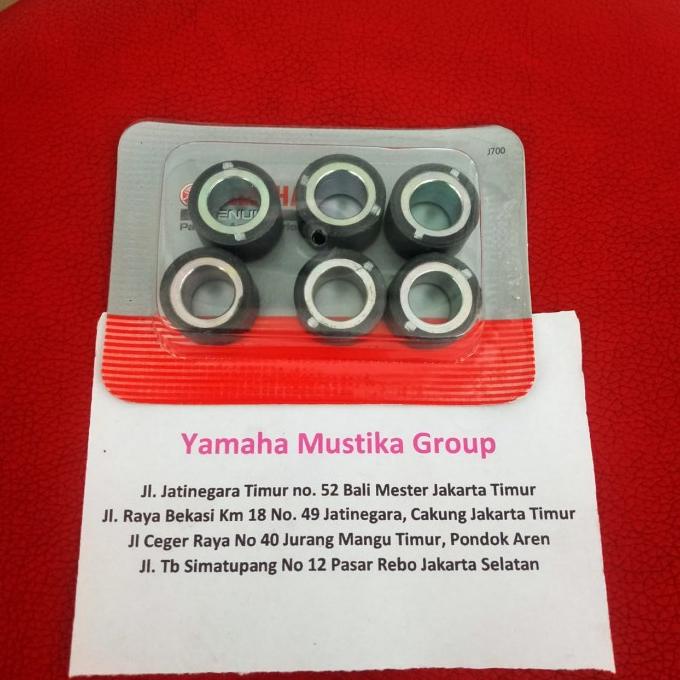 J700
Yamaha Mustika Group
Jl. Jatinegara Timur no. 52 Bali Mester Jakarta Timur
Jl. Raya Bekasi Km 18 No. 49 Jatinegara, Cakung Jakarta Timur
Jl Ceger Raya No 40 Jurang Mangu Timur, Pondok Aren
Jl. Tb Simatupang No 12 Pasar Rebo Jakarta Selatan